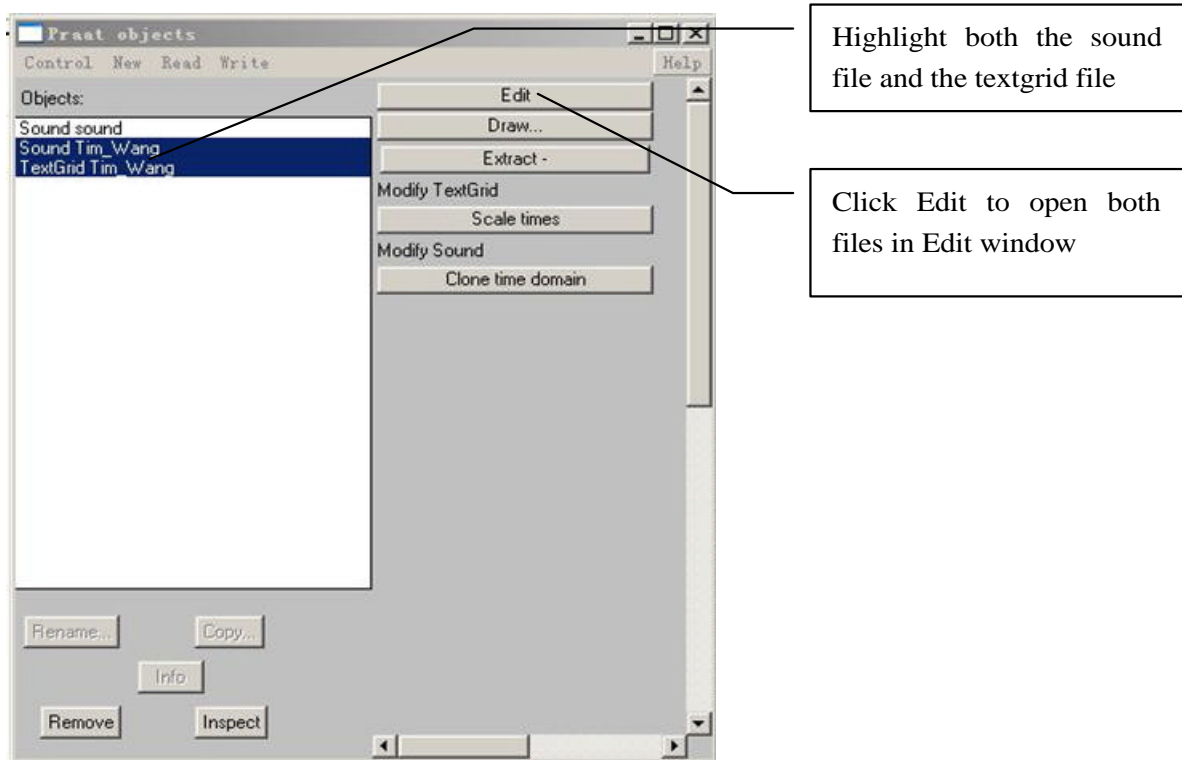 Praat objects
Control New Read Write Help
Objects:
Sound sound
Sound Tim_Wang
TextGrid Tim_Wang
Edit
Draw...
Extract -
Modify TextGrid
Scale times
Modify Sound
Clone time domain
Rename...
Copy...
Info
Remove
Inspect
Highlight both the sound
file and the textgrid file
Click Edit to open both
files in Edit window